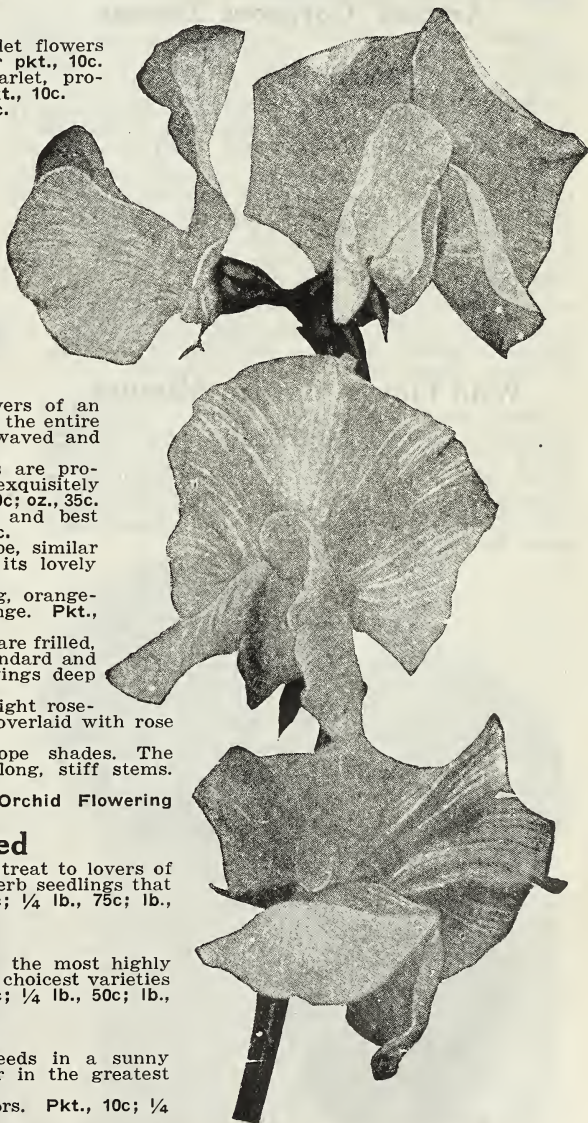 let flowers
pkt., 10c.
arlet, pro-
kt., 10c.
c.
vers of an
the entire
waved and
are pro-
exquisitely
0c; oz., 35c.
and best
c.
pe, similar
its lovely
g, orange-
nge. Pkt.,
are frilled,
ndard and
ings deep
ight rose-
overlaid with rose
ope shades. The
long, stiff stems.
Orchid Flowering
ed
treat to lovers of
erb seedlings that
c; ¼ lb., 75c; lb.,
the most highly
choicest varieties
c; ¼ lb., 50c; lb.,
eeds in a sunny
r in the greatest
ors. Pkt., 10c; ¼